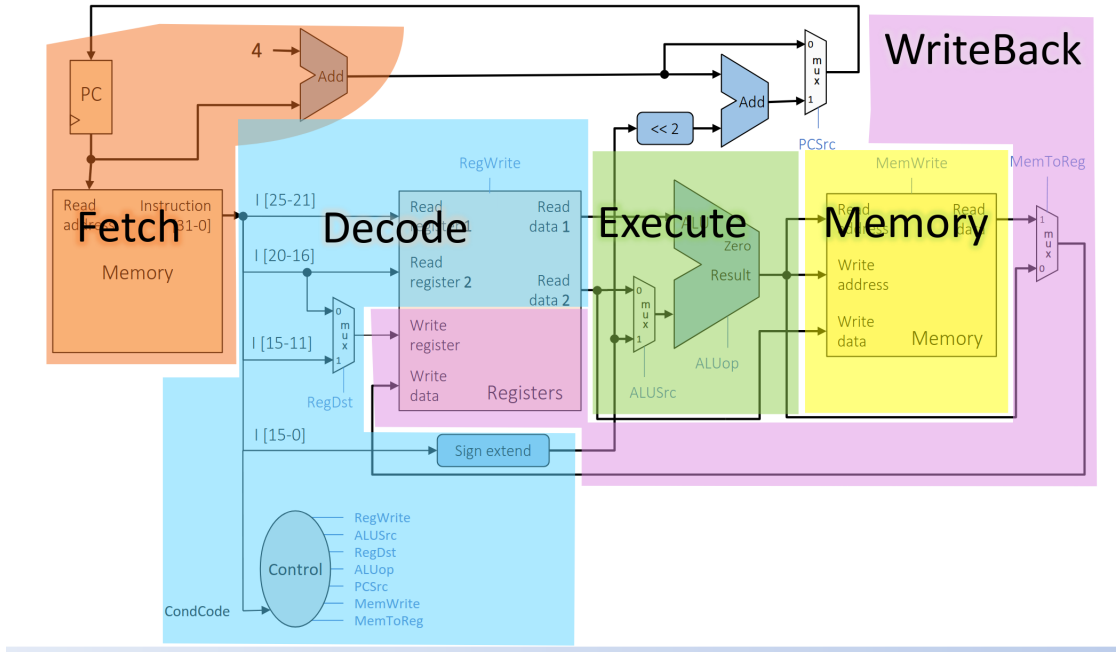 WriteBack
4
Add
PC
0
m
u
x
1
Add
<< 2
PCSrc
RegWrite
MemWrite
MemToReg
Fetch
Decode
Execute
Memory
Read
address
Instruction
[31-0]
Memory
I [25-21]
Read
register 1
Read
data 1
ALU
Zero
Result
Read
address
Read
data
1
m
u
x
0
I [20-16]
Read
register 2
Read
data 2
0
m
u
x
1
Write
address
0
m
u
x
1
Write
register
Write
data
Memory
I [15-11]
Write
data
Registers
RegDst
ALUSrc
ALUop
I [15-0]
Sign extend
Control
RegWrite
ALUSrc
RegDst
ALUop
PCSrc
MemWrite
MemToReg
CondCode